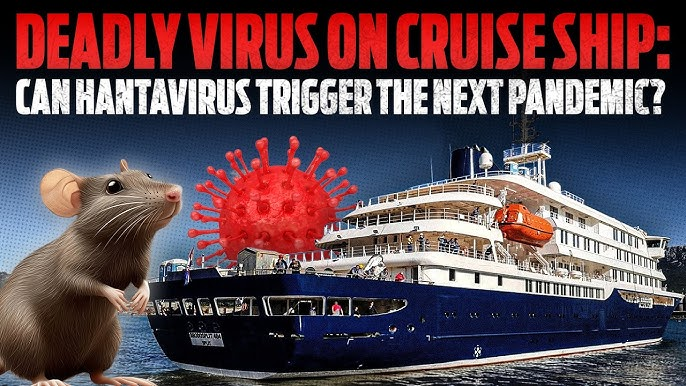 DEADLY VIRUS ON CRUISE SHIP:
CAN HANTAVIRUS TRIGGER THE NEXT PANDEMIC?